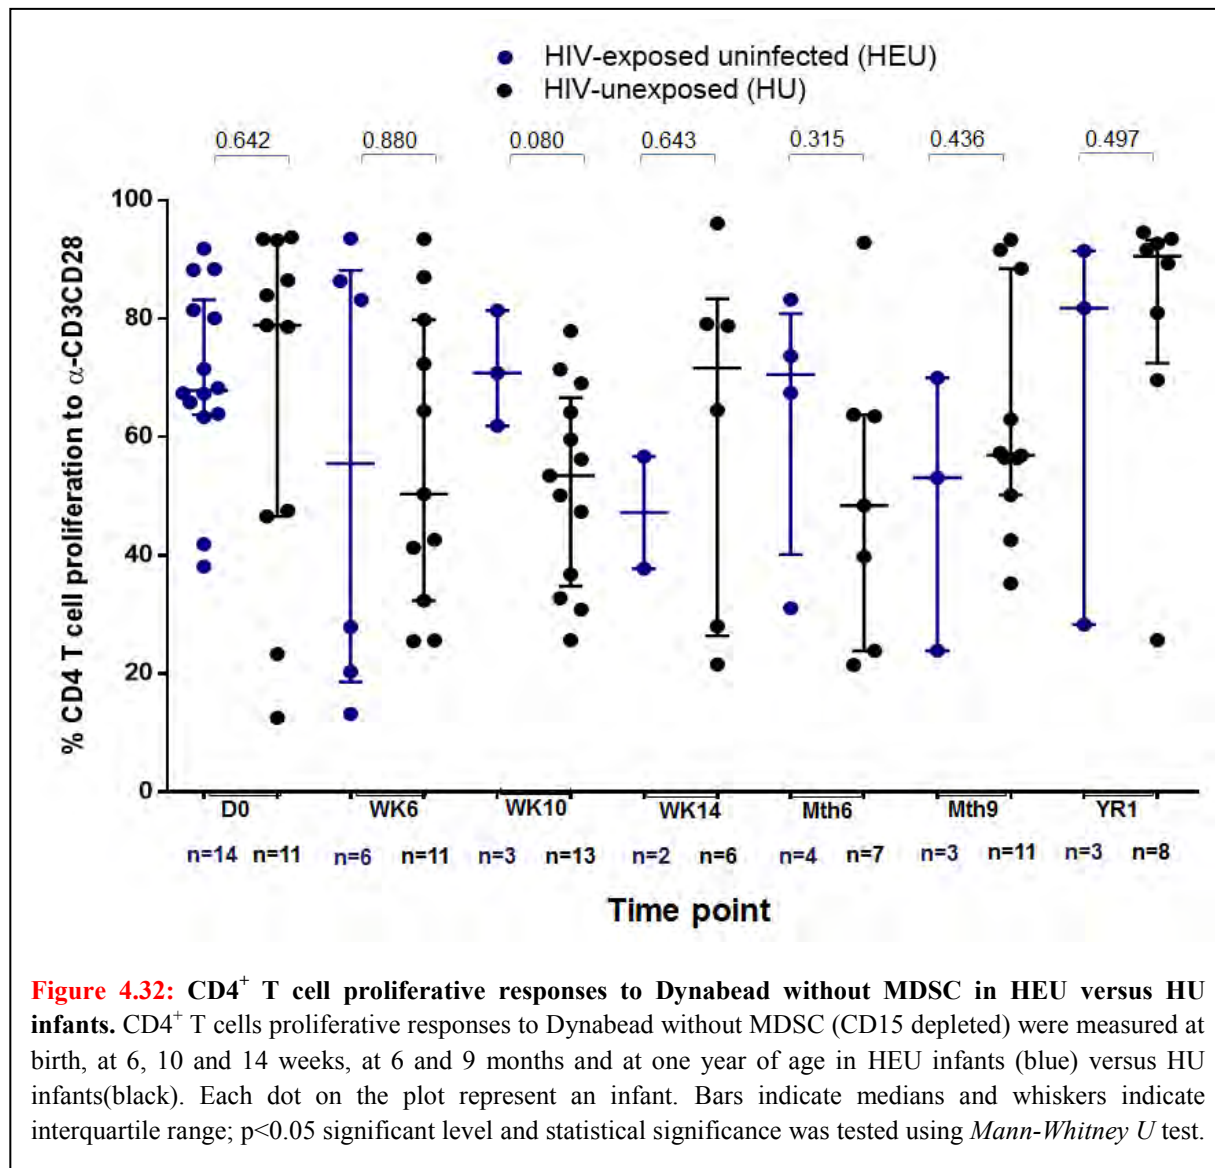 HIV-exposed uninfected (HEU)
HIV-unexposed (HU)
0.642 0.880 0.080 0.643 0.315 0.436 0.497
% CD4 T cell proliferation to α-CD3CD28
100
80
60
40
20
0
D0 WK6 WK10 WK14 Mth6 Mth9 YR1
n=14 n=11 n=6 n=11 n=3 n=13 n=2 n=6 n=4 n=7 n=3 n=11 n=3 n=8
Time point
Figure 4.32: CD4+ T cell proliferative responses to Dynabead without MDSC in HEU versus HU
infants. CD4+ T cells proliferative responses to Dynabead without MDSC (CD15 depleted) were measured at
birth, at 6, 10 and 14 weeks, at 6 and 9 months and at one year of age in HEU infants (blue) versus HU
infants(black). Each dot on the plot represent an infant. Bars indicate medians and whiskers indicate
interquartile range; p<0.05 significant level and statistical significance was tested using Mann-Whitney U test.